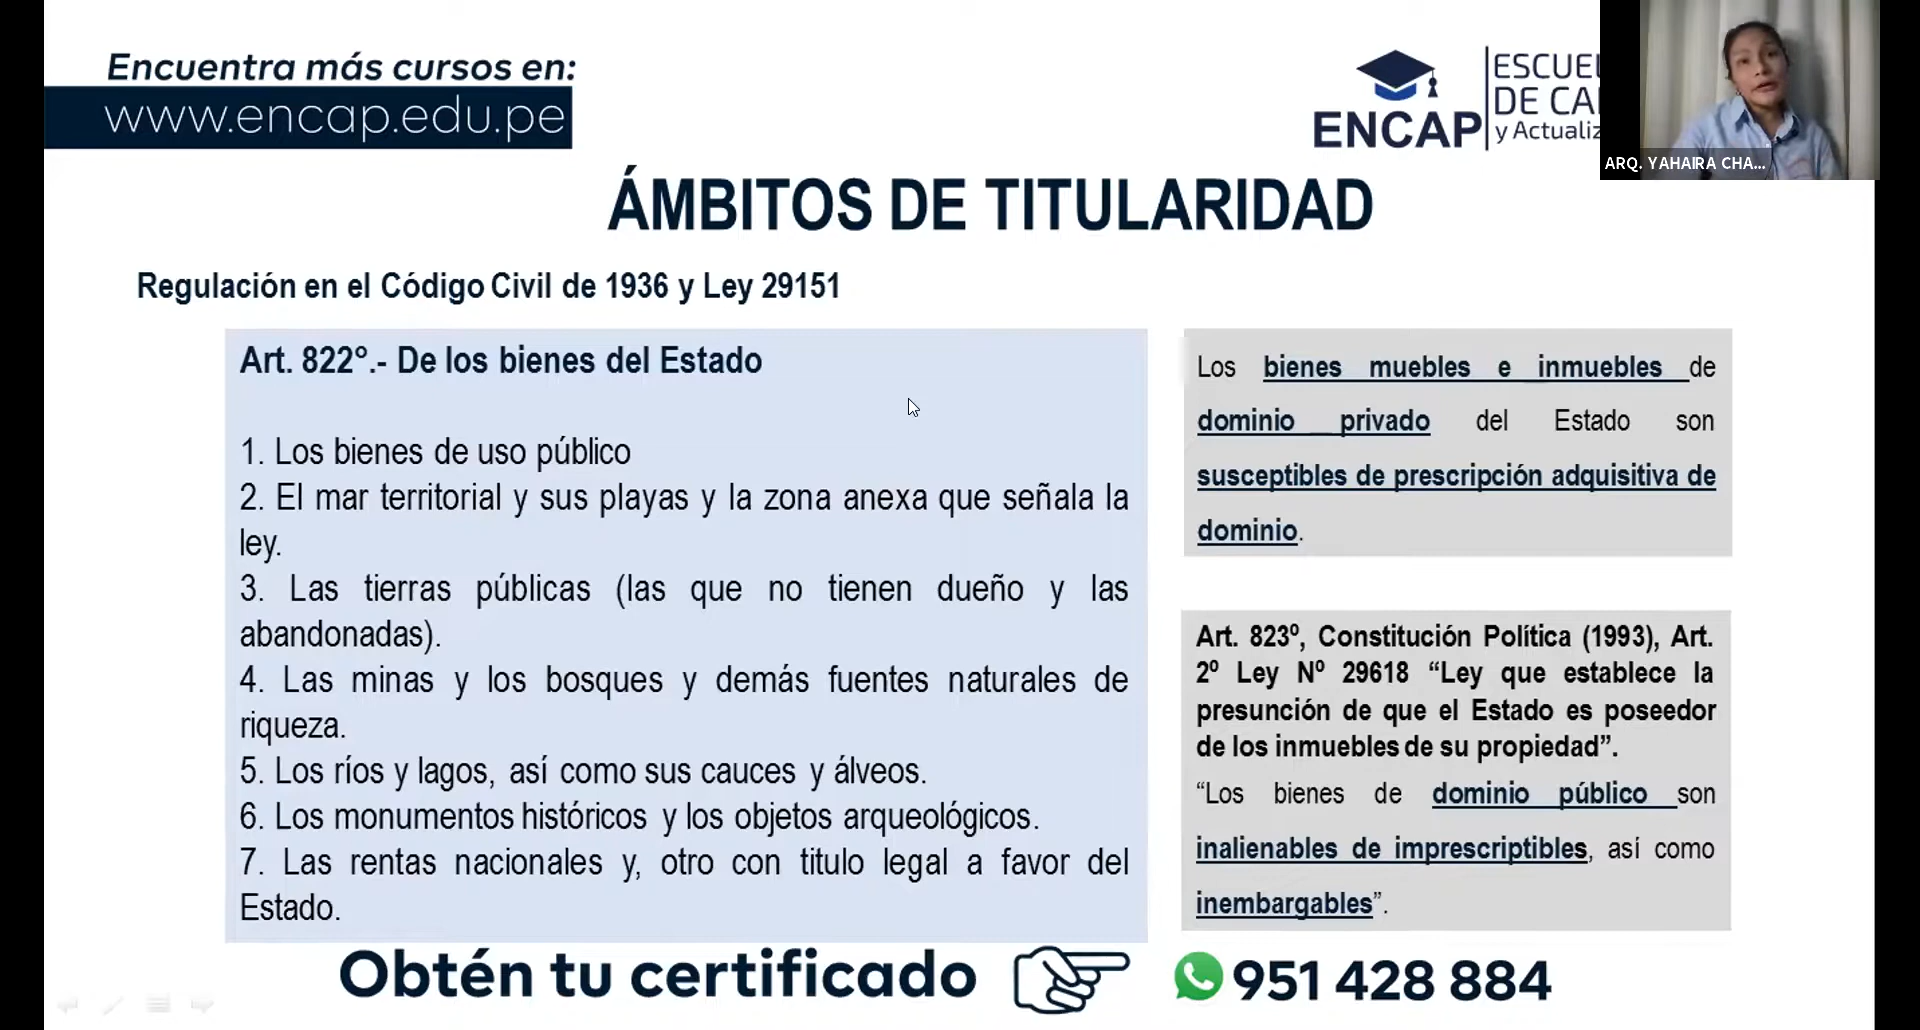 Encuentra más cursos en:
www.encap.edu.pe
ENCAP
ESCUEL
DE CA
y Actualiz
ARQ. YAHAIRA CHA...
ÁMBITOS DE TITULARIDAD
Regulación en el Código Civil de 1936 y Ley 29151
Art. 822°.- De los bienes del Estado
1. Los bienes de uso público
2. El mar territorial y sus playas y la zona anexa que señala la
ley.
3. Las tierras públicas (las que no tienen dueño y las
abandonadas).
4. Las minas y los bosques y demás fuentes naturales de
riqueza.
5. Los ríos y lagos, así como sus cauces y álveos.
6. Los monumentos históricos y los objetos arqueológicos.
7. Las rentas nacionales y, otro con titulo legal a favor del
Estado.
Los bienes muebles e inmuebles de
dominio privado del Estado son
susceptibles de prescripción adquisitiva de
dominio.
Art. 823º, Constitución Política (1993), Art.
2º Ley Nº 29618 “Ley que establece la
presunción de que el Estado es poseedor
de los inmuebles de su propiedad”.
“Los bienes de dominio público son
inalienables de imprescriptibles, así como
inembargables”.
Obtén tu certificado
951 428 884